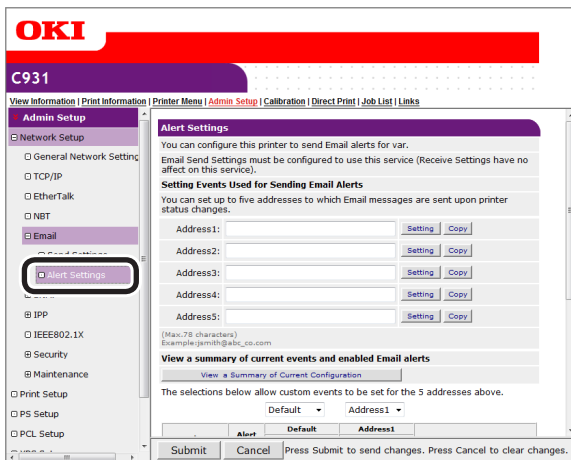 OKI
C931
View Information | Print Information | Printer Menu | Admin Setup | Calibration | Direct Print | Job List | Links
Admin Setup
Network Setup
General Network Setting
TCP/IP
EtherTalk
NBT
Email
Send Settings
Alert Settings
IPP
IEEE802.1X
Security
Maintenance
Print Setup
PS Setup
PCL Setup
Alert Settings
You can configure this printer to send Email alerts for var.
Email Send Settings must be configured to use this service (Receive Settings have no
affect on this service).
Setting Events Used for Sending Email Alerts
You can set up to five addresses to which Email messages are sent upon printer
status changes.
Address1: Setting Copy
Address2: Setting Copy
Address3: Setting Copy
Address4: Setting Copy
Address5: Setting Copy
(Max.78 characters)
Example:jsmith@abc_co.com
View a summary of current events and enabled Email alerts
View a Summary of Current Configuration
The selections below allow custom events to be set for the 5 addresses above.
Default Address1
Default Address1
Alert
Submit Cancel Press Submit to send changes. Press Cancel to clear changes.